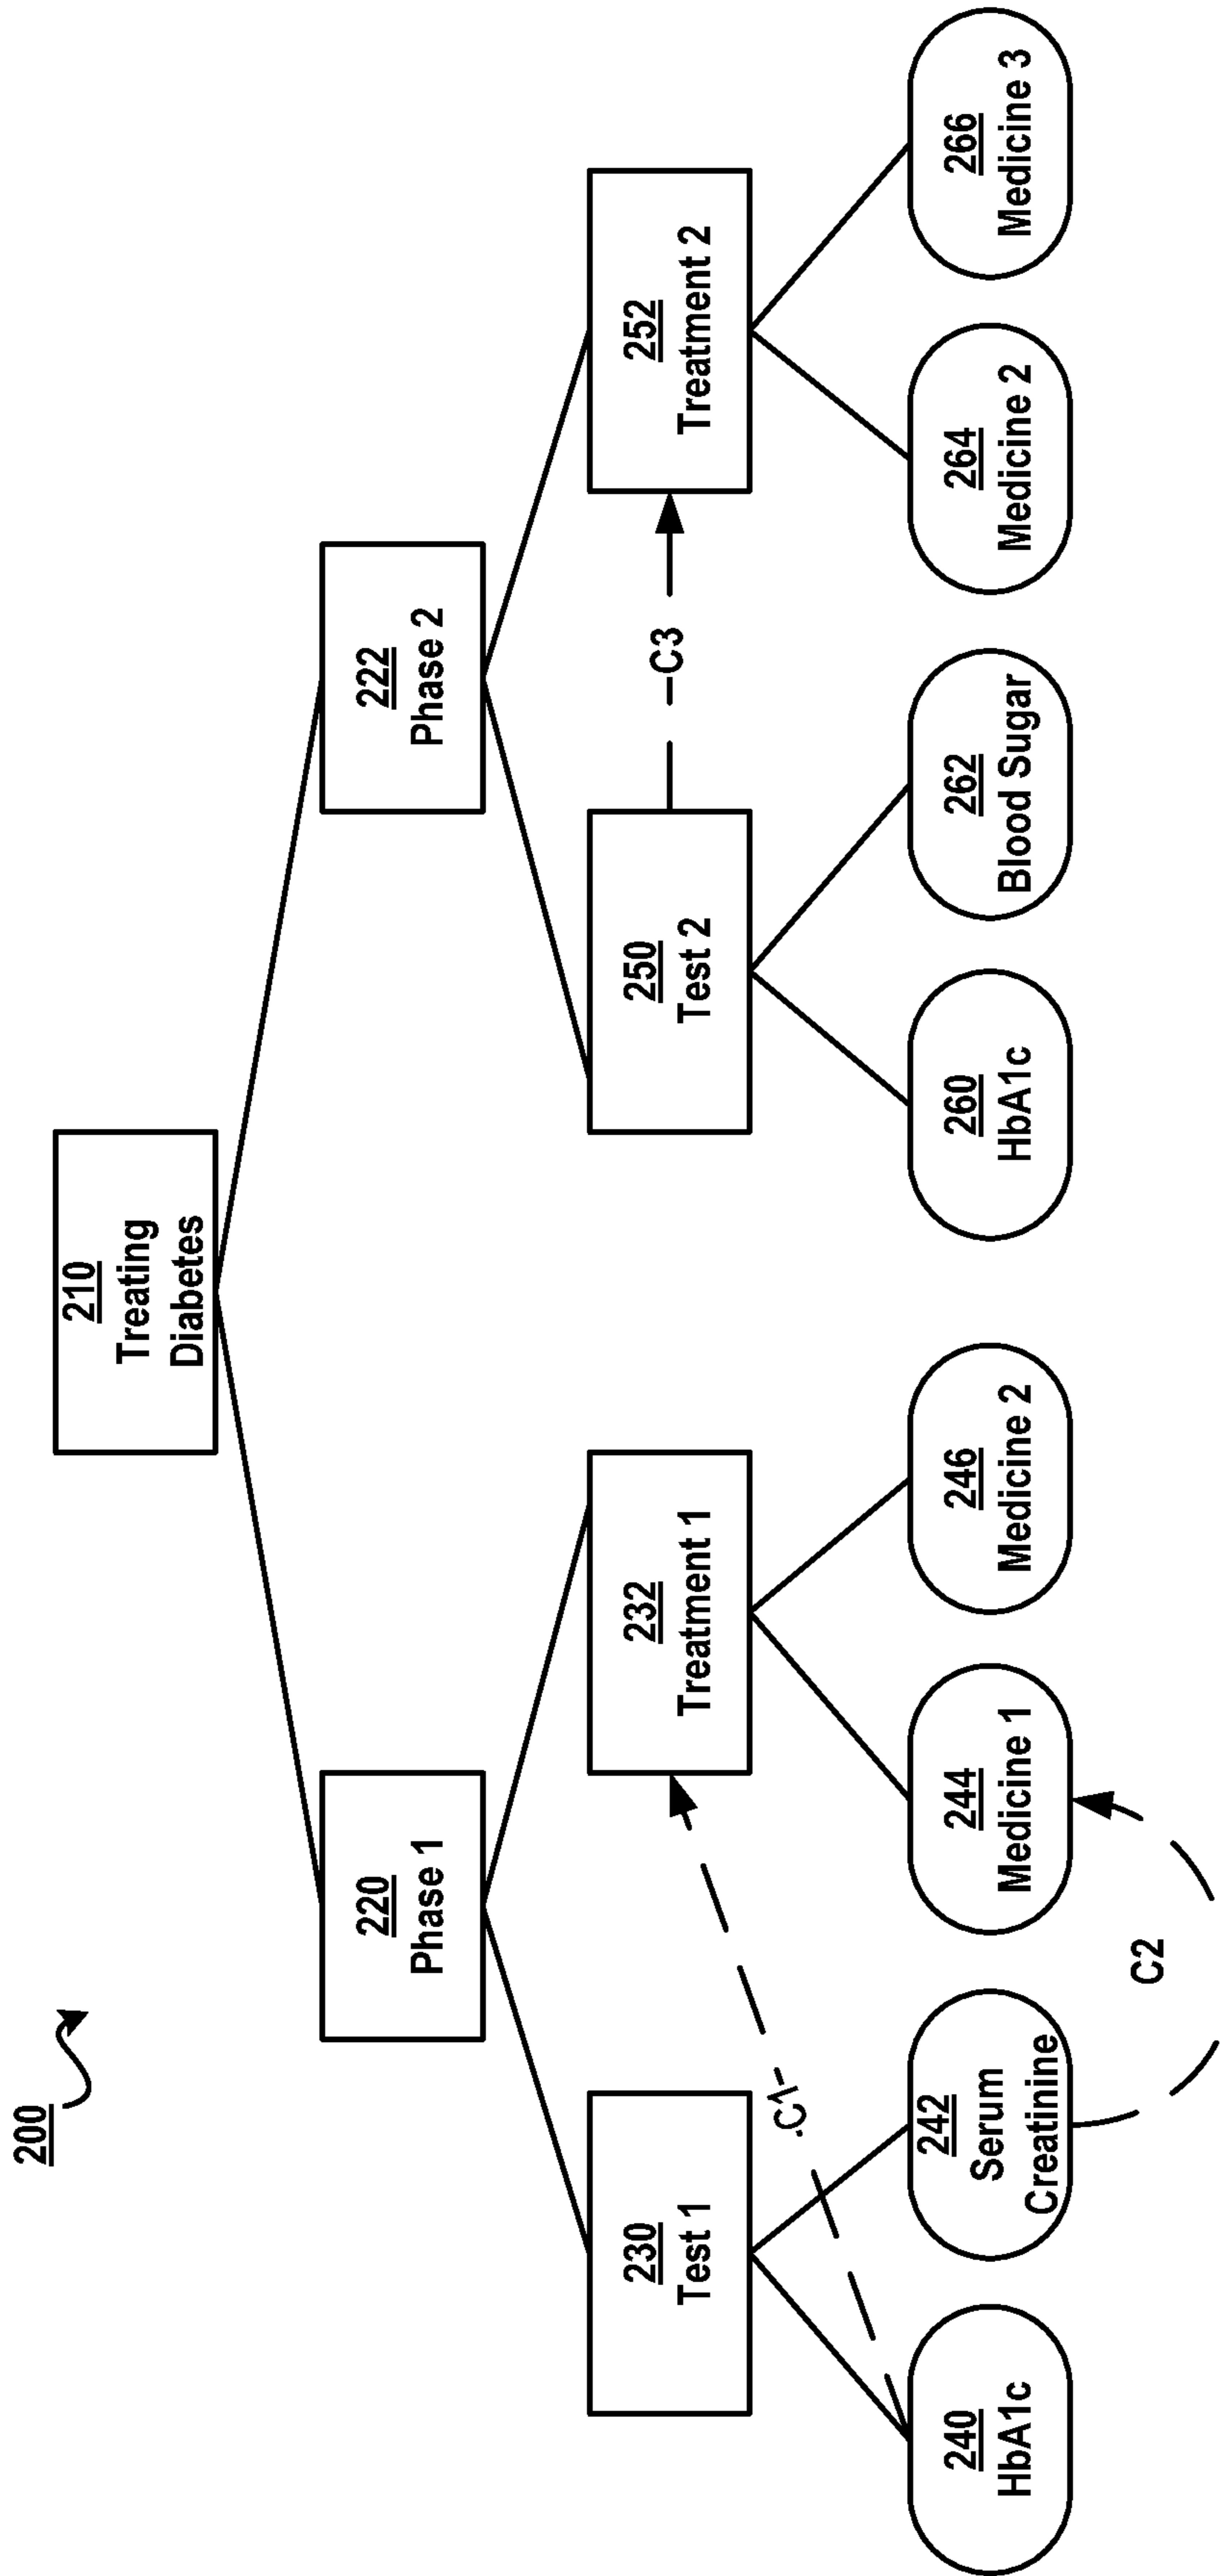 200
210
Treating
Diabetes
220
Phase 1
222
Phase 2
230
Test 1
232
Treatment 1
250
Test 2
C3
252
Treatment 2
C1
240
HbA1c
242
Serum
Creatinine
244
Medicine 1
246
Medicine 2
260
HbA1c
262
Blood Sugar
264
Medicine 2
266
Medicine 3
C2